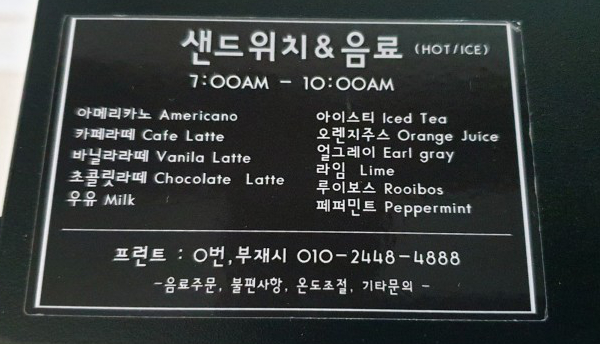 샌드위치&음료 (HOT/ICE)
7:00AM - 10:00AM
아메리카노 Americano
카페라떼 Cafe Latte
바닐라라떼 Vanila Latte
초콜릿라떼 Chocolate Latte
우유 Milk
아이스티 Iced Tea
오렌지주스 Orange Juice
얼그레이 Earl gray
라임 Lime
루이보스 Rooibos
페퍼민트 Peppermint
프런트 : 0번,부재시 010-2448-4888
-음료주문, 불편사항, 온도조절, 기타문의 -